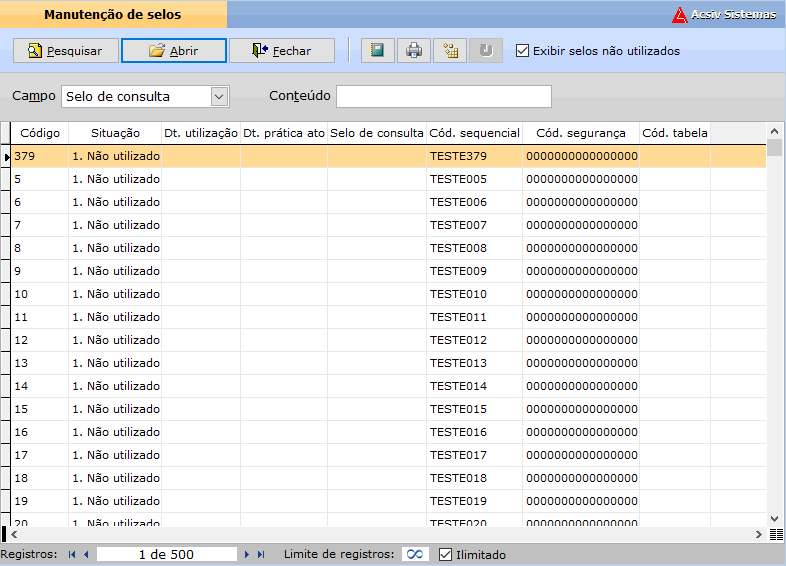 Manutenção de selos
Acsiv Sistemas
Pesquisar Abrir Fechar Exibir selos não utilizados
Campo Selo de consulta Conteúdo
Código Situação Dt. utilização Dt. prática ato Selo de consulta Cód. sequencial Cód. segurança Cód. tabela
379 1. Não utilizado TESTE379 0000000000000000
5 1. Não utilizado TESTE005 0000000000000000
6 1. Não utilizado TESTE006 0000000000000000
7 1. Não utilizado TESTE007 0000000000000000
8 1. Não utilizado TESTE008 0000000000000000
9 1. Não utilizado TESTE009 0000000000000000
10 1. Não utilizado TESTE010 0000000000000000
11 1. Não utilizado TESTE011 0000000000000000
12 1. Não utilizado TESTE012 0000000000000000
13 1. Não utilizado TESTE013 0000000000000000
14 1. Não utilizado TESTE014 0000000000000000
15 1. Não utilizado TESTE015 0000000000000000
16 1. Não utilizado TESTE016 0000000000000000
17 1. Não utilizado TESTE017 0000000000000000
18 1. Não utilizado TESTE018 0000000000000000
19 1. Não utilizado TESTE019 0000000000000000
20 1. Não utilizado TESTE020 0000000000000000
Registros: 1 de 500 Limite de registros: ∞ Ilimitado